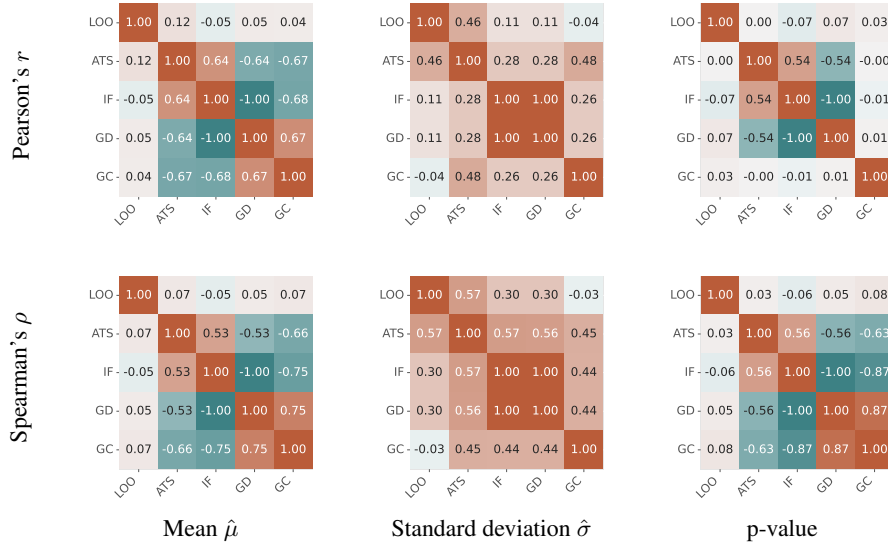 Pearson's r
LOO 1.00 0.12 -0.05 0.05 0.04
ATS 0.12 1.00 0.64 -0.64 -0.67
IF -0.05 0.64 1.00 -1.00 -0.68
GD 0.05 -0.64 -1.00 1.00 0.67
GC 0.04 -0.67 -0.68 0.67 1.00
LOO ATS IF GD GC
LOO 1.00 0.46 0.11 0.11 -0.04
ATS 0.46 1.00 0.28 0.28 0.48
IF 0.11 0.28 1.00 1.00 0.26
GD 0.11 0.28 1.00 1.00 0.26
GC -0.04 0.48 0.26 0.26 1.00
LOO ATS IF GD GC
LOO 1.00 0.00 -0.07 0.07 0.03
ATS 0.00 1.00 0.54 -0.54 -0.00
IF -0.07 0.54 1.00 -1.00 -0.01
GD 0.07 -0.54 -1.00 1.00 0.01
GC 0.03 -0.00 -0.01 0.01 1.00
LOO ATS IF GD GC
Spearman's ρ
LOO 1.00 0.07 -0.05 0.05 0.07
ATS 0.07 1.00 0.53 -0.53 -0.66
IF -0.05 0.53 1.00 -1.00 -0.75
GD 0.05 -0.53 -1.00 1.00 0.75
GC 0.07 -0.66 -0.75 0.75 1.00
LOO ATS IF GD GC
Mean μ̂
LOO 1.00 0.57 0.30 0.30 -0.03
ATS 0.57 1.00 0.57 0.56 0.45
IF 0.30 0.57 1.00 1.00 0.44
GD 0.30 0.56 1.00 1.00 0.44
GC -0.03 0.45 0.44 0.44 1.00
LOO ATS IF GD GC
Standard deviation σ̂
LOO 1.00 0.03 -0.06 0.05 0.08
ATS 0.03 1.00 0.56 -0.56 -0.63
IF -0.06 0.56 1.00 -1.00 -0.87
GD 0.05 -0.56 -1.00 1.00 0.87
GC 0.08 -0.63 -0.87 0.87 1.00
LOO ATS IF GD GC
p-value